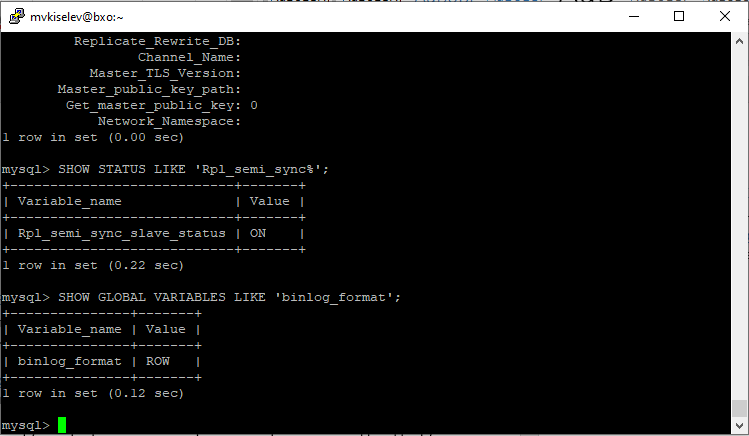 mvkiselev@bxo:~
Replicate_Rewrite_DB:
Channel_Name:
Master_TLS_Version:
Master_public_key_path:
Get_master_public_key: 0
Network_Namespace:
1 row in set (0.00 sec)
mysql> SHOW STATUS LIKE 'Rpl_semi_sync%';
+----------------------------+-------+
| Variable_name              | Value |
+----------------------------+-------+
| Rpl_semi_sync_slave_status | ON    |
+----------------------------+-------+
1 row in set (0.22 sec)
mysql> SHOW GLOBAL VARIABLES LIKE 'binlog_format';
+---------------+-------+
| Variable_name | Value |
+---------------+-------+
| binlog_format | ROW   |
+---------------+-------+
1 row in set (0.12 sec)
mysql>